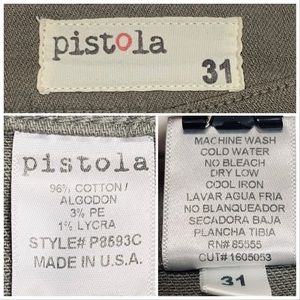 pistola
31
pistola
96% COTTON/
ALGODON
3% PE
1% LYCRA
STYLE# P8593C
MADE IN U.S.A.
MACHINE WASH
COLD WATER
NO BLEACH
DRY LOW
COOL IRON
LAVAR AGUA FRIA
NO BLANQUEADOR
SECADORA BAJA
PLANCHA TIBIA
RN# 85555
CUT# 1605053
31